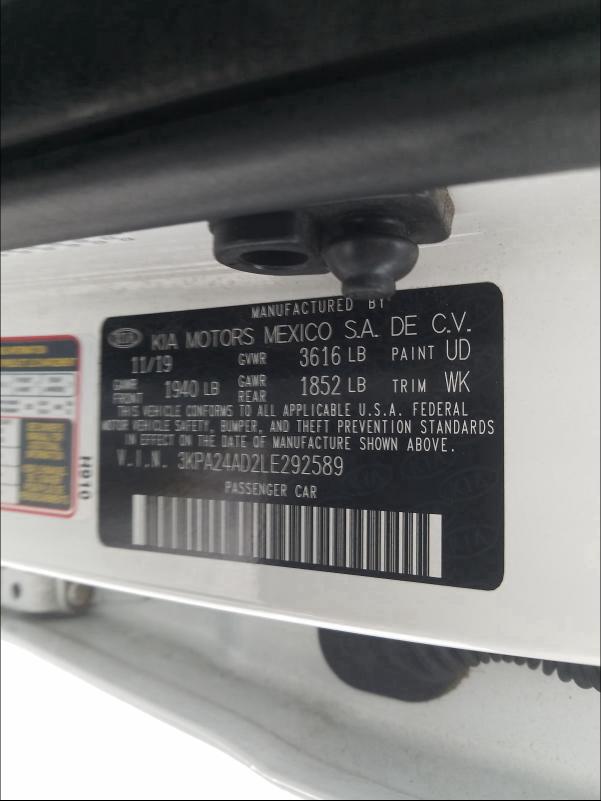 MANUFACTURED BY
KIA KIA MOTORS MEXICO S.A. DE C.V.
11/19 GVWR 3616 LB PAINT UD
GAWR FRONT 1940 LB GAWR REAR 1852 LB TRIM WK
THIS VEHICLE CONFORMS TO ALL APPLICABLE U.S.A. FEDERAL
MOTOR VEHICLE SAFETY, BUMPER, AND THEFT PREVENTION STANDARDS
IN EFFECT ON THE DATE OF MANUFACTURE SHOWN ABOVE.
V.I.N. 3KPA24AD2LE292589
PASSENGER CAR
H910